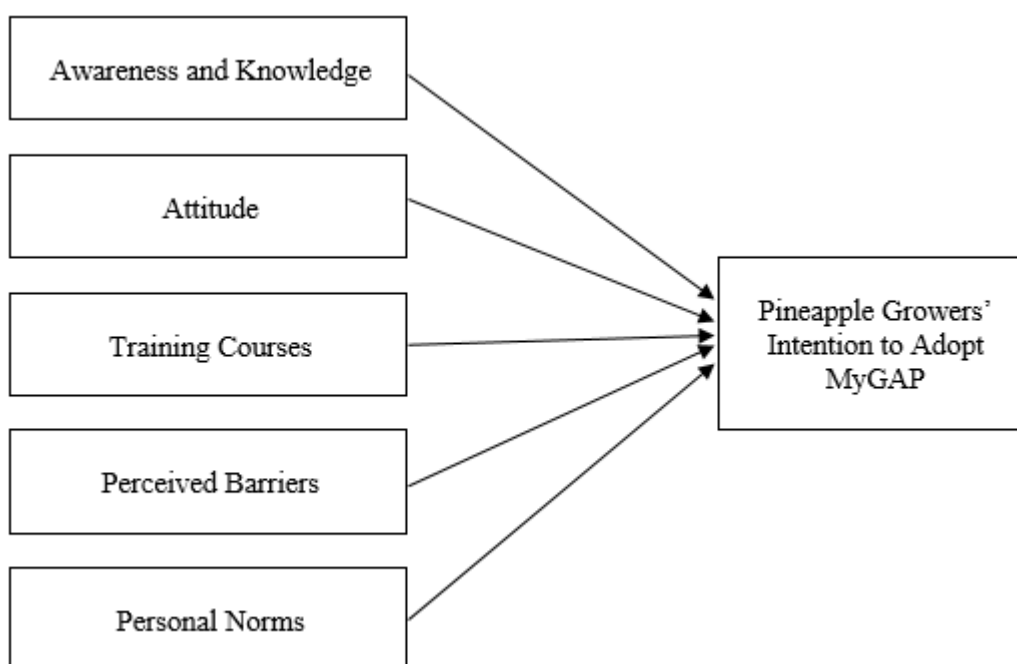 Awareness and Knowledge
Attitude
Training Courses
Perceived Barriers
Personal Norms
Pineapple Growers’
Intention to Adopt
MyGAP